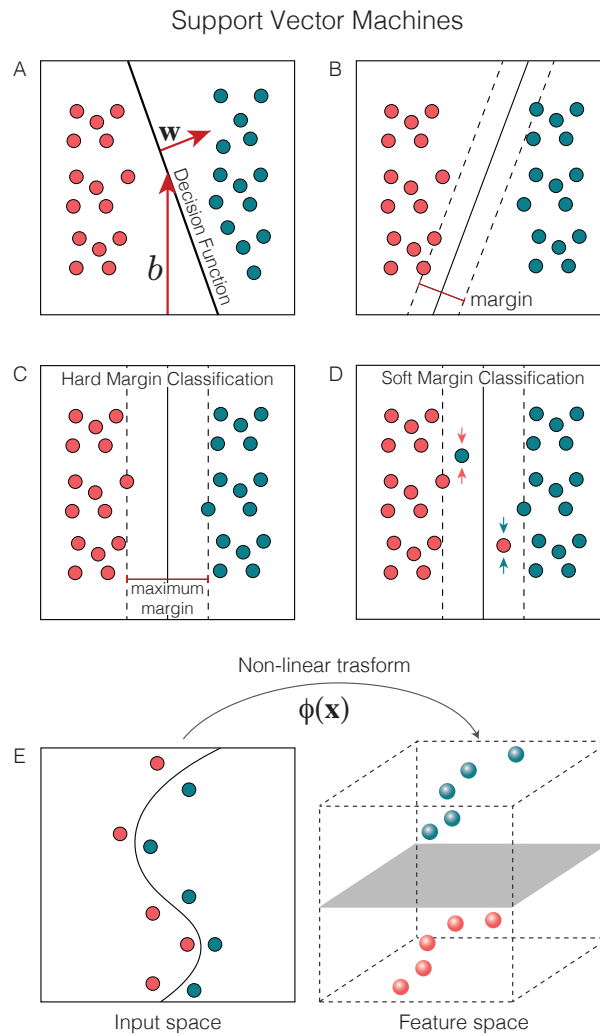 Support Vector Machines
A
w
Decision Function
b
B
margin
C
Hard Margin Classification
maximum
margin
D
Soft Margin Classification
Non-linear trasform
ϕ(x)
E
Input space
Feature space